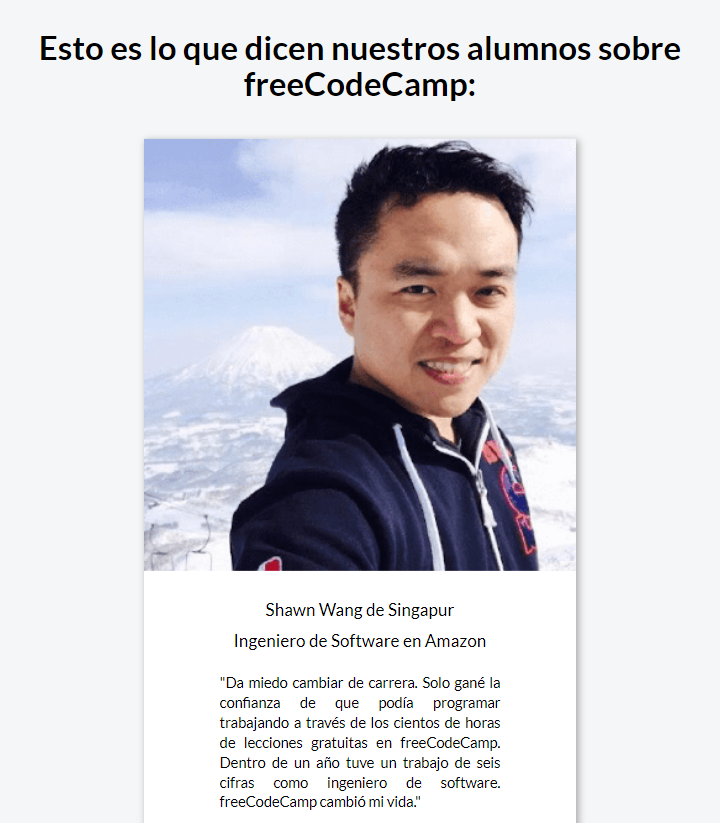 Esto es lo que dicen nuestros alumnos sobre
freeCodeCamp:
Shawn Wang de Singapur
Ingeniero de Software en Amazon
"Da miedo cambiar de carrera. Solo gané la
confianza de que podía programar
trabajando a través de los cientos de horas
de lecciones gratuitas en freeCodeCamp.
Dentro de un año tuve un trabajo de seis
cifras como ingeniero de software.
freeCodeCamp cambió mi vida."